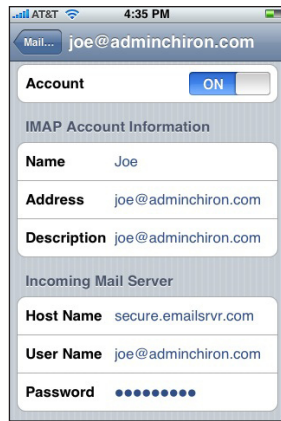 AT&T 4:35 PM
Mail... joe@adminchiron.com
Account ON
IMAP Account Information
Name Joe
Address joe@adminchiron.com
Description joe@adminchiron.com
Incoming Mail Server
Host Name secure.emailsrvr.com
User Name joe@adminchiron.com
Password ●●●●●●●●●